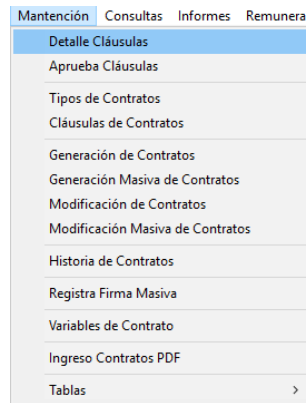 Mantención Consultas Informes Remunera
Detalle Cláusulas
Aprueba Cláusulas
Tipos de Contratos
Cláusulas de Contratos
Generación de Contratos
Generación Masiva de Contratos
Modificación de Contratos
Modificación Masiva de Contratos
Historia de Contratos
Registra Firma Masiva
Variables de Contrato
Ingreso Contratos PDF
Tablas >